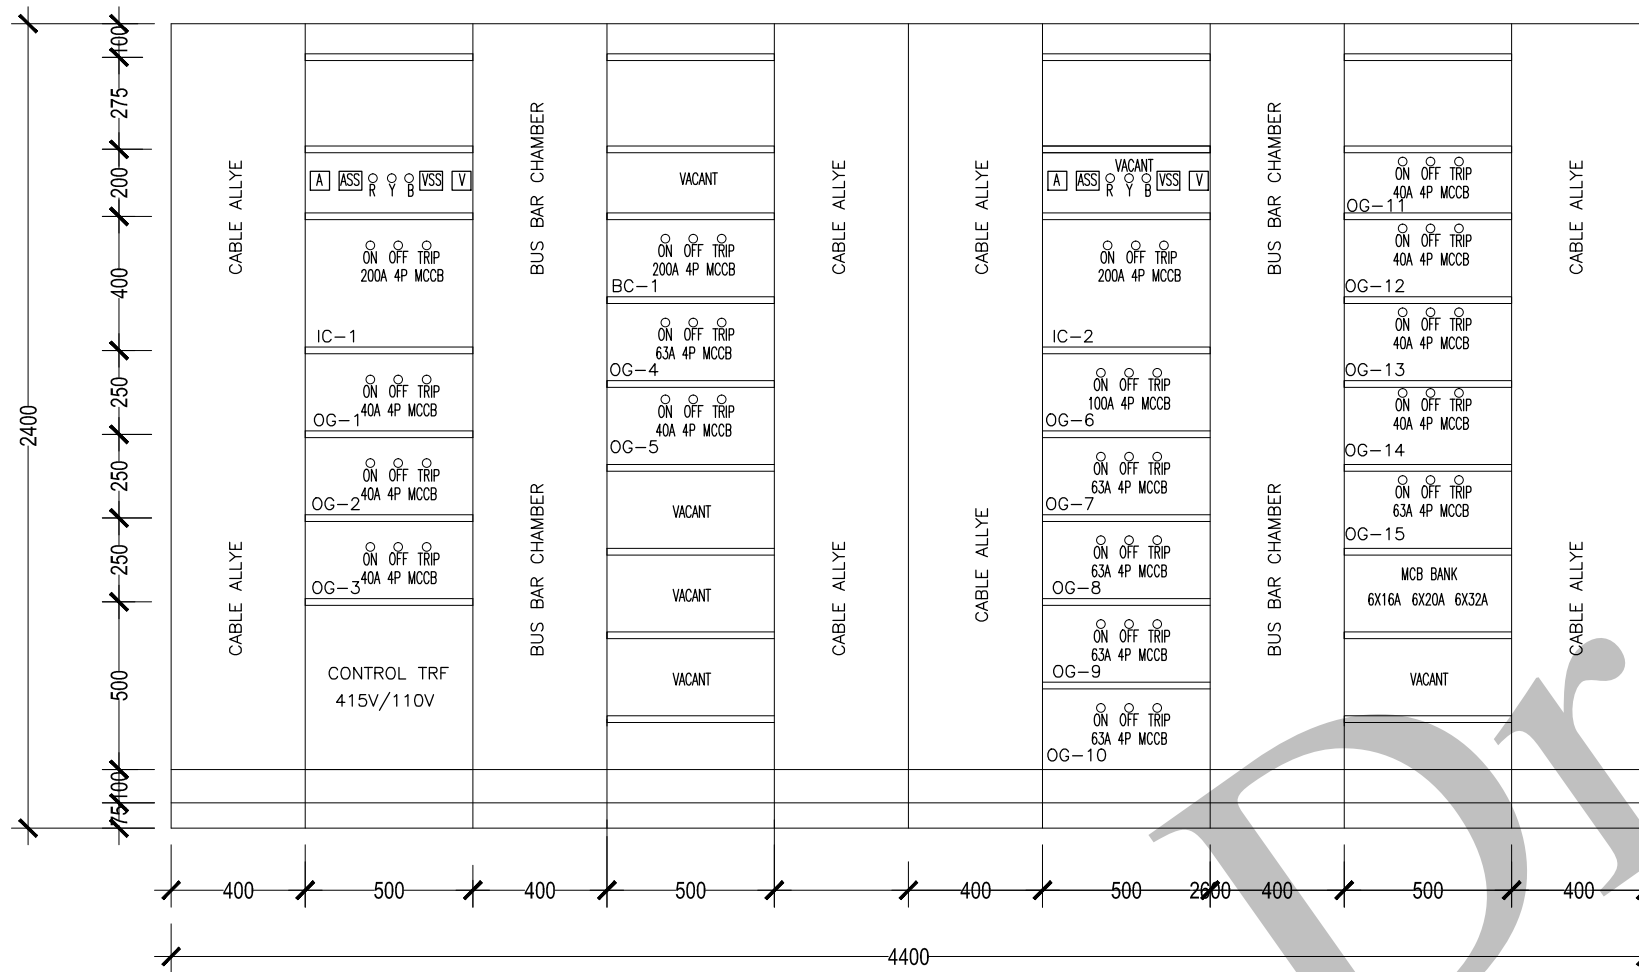 2400
100
275
200
400
250
250
250
500
100
75
CABLE ALLYE
CABLE ALLYE
A ASS R Y B VSS V
ON OFF TRIP
200A 4P MCCB
IC-1
ON OFF TRIP
40A 4P MCCB
OG-1
ON OFF TRIP
40A 4P MCCB
OG-2
ON OFF TRIP
40A 4P MCCB
OG-3
CONTROL TRF
415V/110V
BUS BAR CHAMBER
BUS BAR CHAMBER
VACANT
ON OFF TRIP
200A 4P MCCB
BC-1
ON OFF TRIP
63A 4P MCCB
OG-4
ON OFF TRIP
40A 4P MCCB
OG-5
VACANT
VACANT
VACANT
CABLE ALLYE
CABLE ALLYE
CABLE ALLYE
CABLE ALLYE
VACANT
A ASS R Y B VSS V
ON OFF TRIP
200A 4P MCCB
IC-2
ON OFF TRIP
100A 4P MCCB
OG-6
ON OFF TRIP
63A 4P MCCB
OG-7
ON OFF TRIP
63A 4P MCCB
OG-8
ON OFF TRIP
63A 4P MCCB
OG-9
ON OFF TRIP
63A 4P MCCB
OG-10
BUS BAR CHAMBER
BUS BAR CHAMBER
ON OFF TRIP
40A 4P MCCB
OG-11
ON OFF TRIP
40A 4P MCCB
OG-12
ON OFF TRIP
40A 4P MCCB
OG-13
ON OFF TRIP
40A 4P MCCB
OG-14
ON OFF TRIP
63A 4P MCCB
OG-15
MCB BANK
6X16A 6X20A 6X32A
VACANT
CABLE ALLYE
CABLE ALLYE
400 500 400 500 400 500 2600 400 500 400
4400
Dr